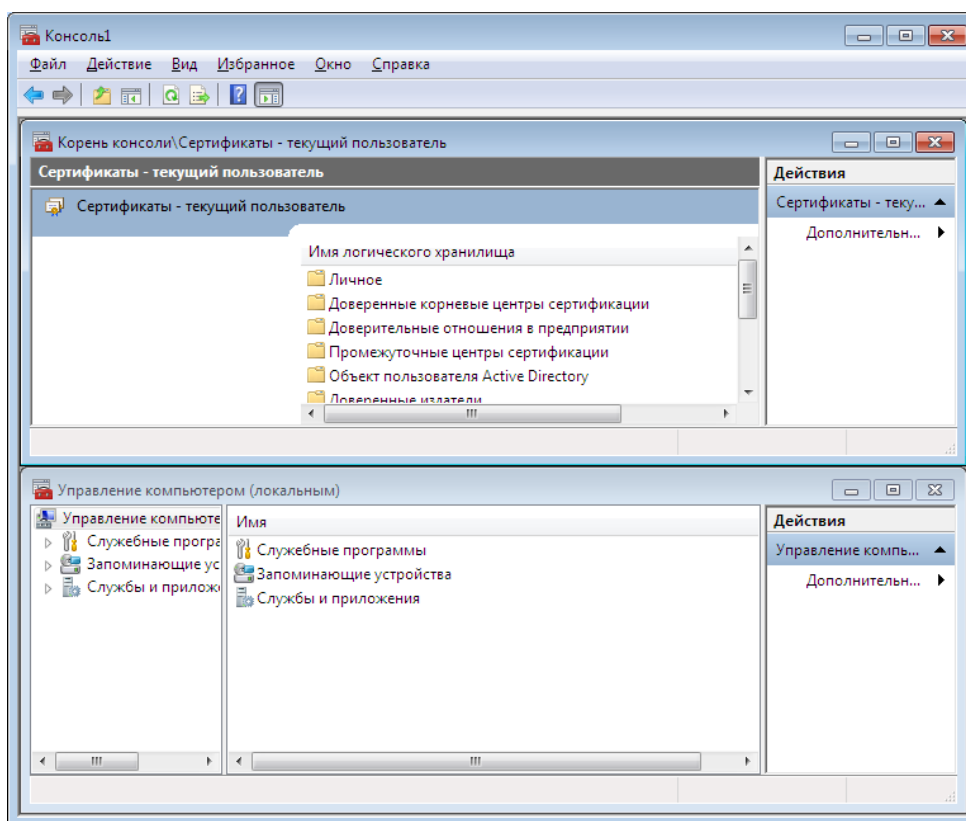 Консоль1
Файл Действие Вид Избранное Окно Справка
Корень консоли\Сертификаты - текущий пользователь
Сертификаты - текущий пользователь
Действия
Сертификаты - текущий пользователь
Сертификаты - теку...
Дополнительн...
Имя логического хранилища
Личное
Доверенные корневые центры сертификации
Доверительные отношения в предприятии
Промежуточные центры сертификации
Объект пользователя Active Directory
Доверенные издатели
Управление компьютером (локальным)
Управление компьюте
Служебные програ
Запоминающие ус
Службы и прилож
Имя
Служебные программы
Запоминающие устройства
Службы и приложения
Действия
Управление компь...
Дополнительн...